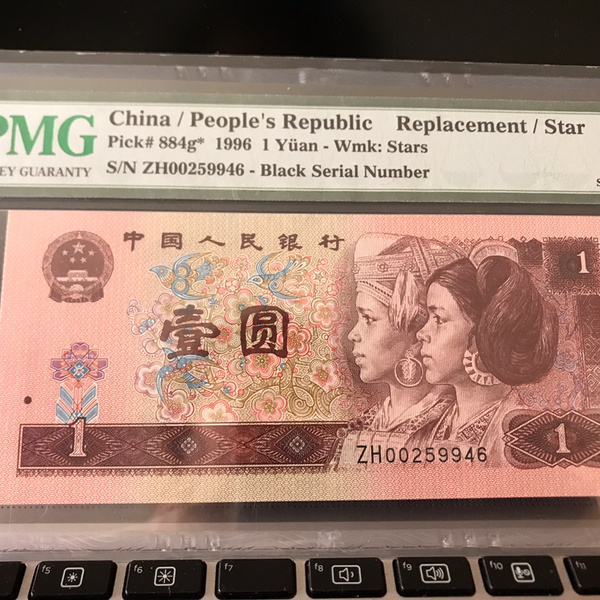 China / People's Republic Replacement / Star
PMG Pick# 884g* 1996 1 Yüan - Wmk: Stars
EY GUARANTY S/N ZH00259946 - Black Serial Number
中国人民银行
1
壹圆
1
1
ZH00259946
f5 f6 f7 f8 f9 f10 f11